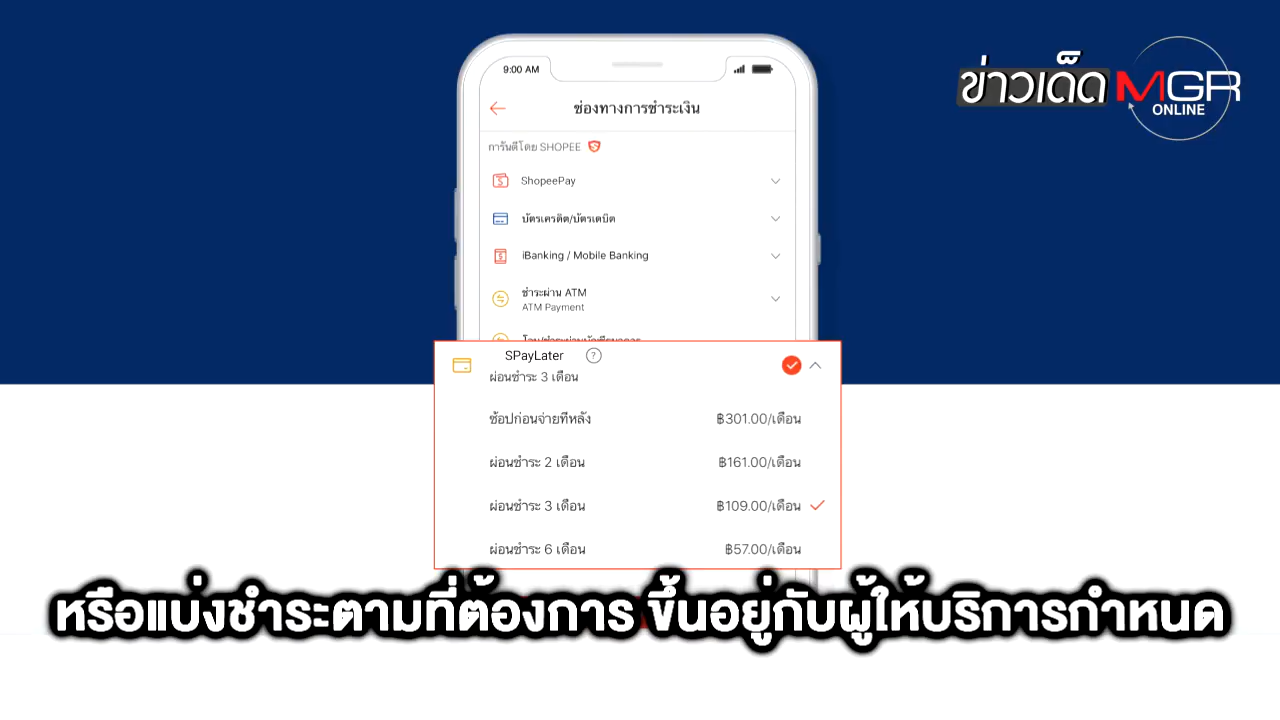 ข่าวเด็ด MGR ONLINE
9:00 AM
ช่องทางการชำระเงิน
การันตีโดย SHOPEE
ShopeePay
บัตรเครดิต/บัตรเดบิต
iBanking / Mobile Banking
ชำระผ่าน ATM
ATM Payment
SPayLater ?
ผ่อนชำระ 3 เดือน
ช้อปก่อนจ่ายทีหลัง ฿301.00/เดือน
ผ่อนชำระ 2 เดือน ฿161.00/เดือน
ผ่อนชำระ 3 เดือน ฿109.00/เดือน
ผ่อนชำระ 6 เดือน ฿57.00/เดือน
หรือแบ่งชำระตามที่ต้องการ ขึ้นอยู่กับผู้ให้บริการกำหนด